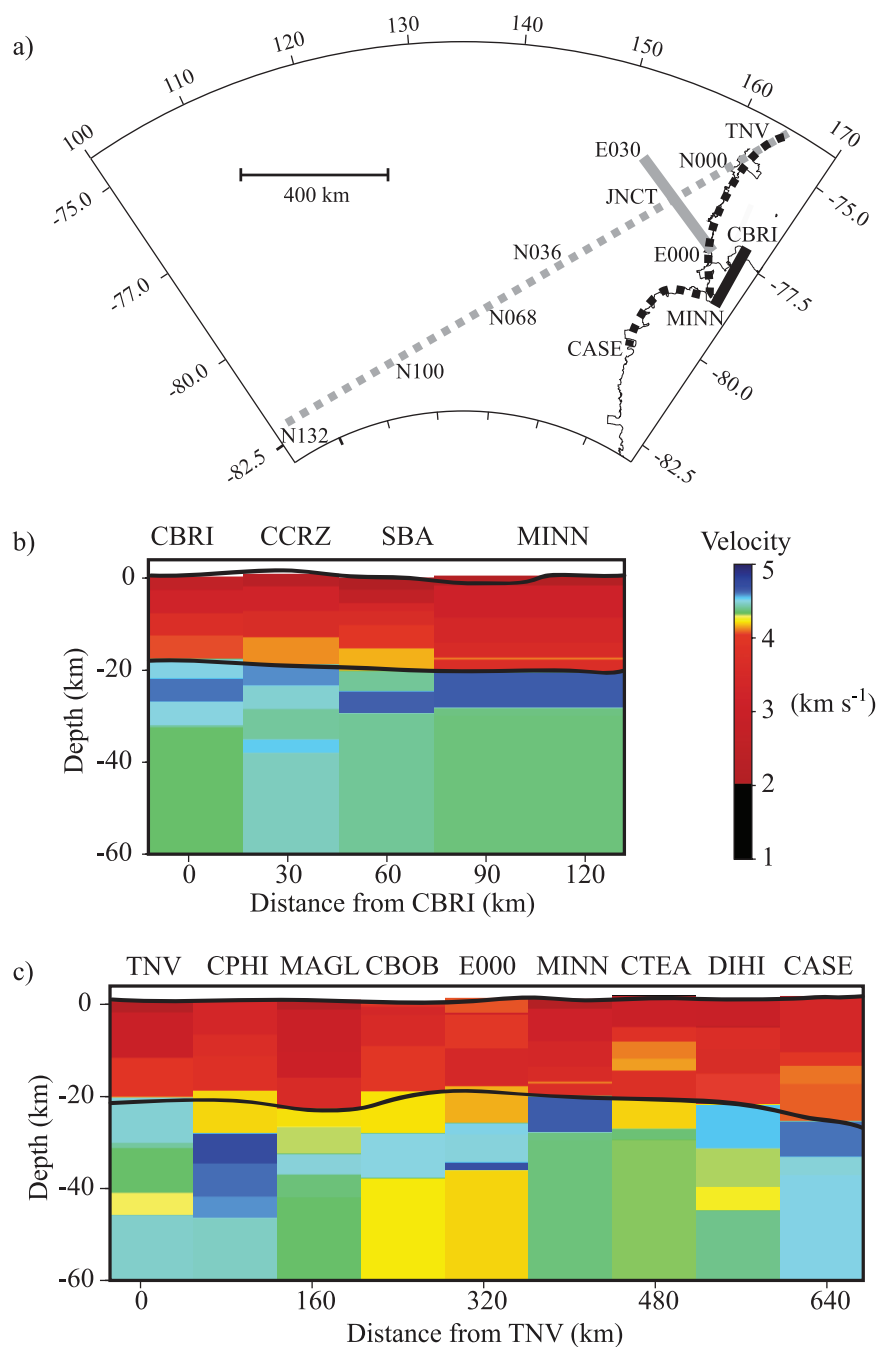 a)
100
110
120
130
140
150
160
170
-75.0
-77.0
-80.0
-82.5
-75.0
-77.5
-80.0
-82.5
400 km
TNV
N000
E030
JNCT
E000
CBRI
MINN
CASE
N036
N068
N100
N132
b)
CBRI CCRZ SBA MINN
0
-20
-40
-60
Depth (km)
0 30 60 90 120
Distance from CBRI (km)
Velocity
5
4
3
2
1
(km s-1)
c)
TNV CPHI MAGL CBOB E000 MINN CTEA DIHI CASE
0
-20
-40
-60
Depth (km)
0 160 320 480 640
Distance from TNV (km)